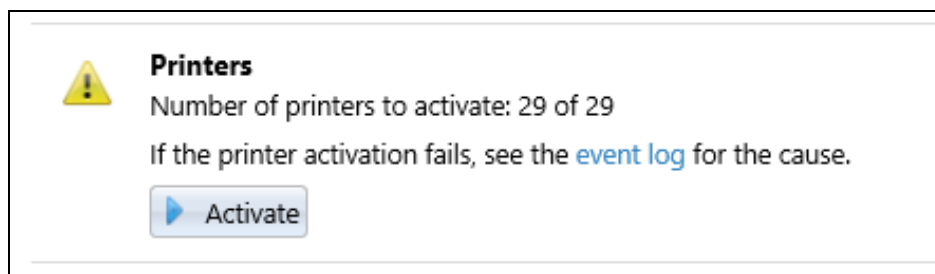 Printers
Number of printers to activate: 29 of 29
If the printer activation fails, see the event log for the cause.
Activate